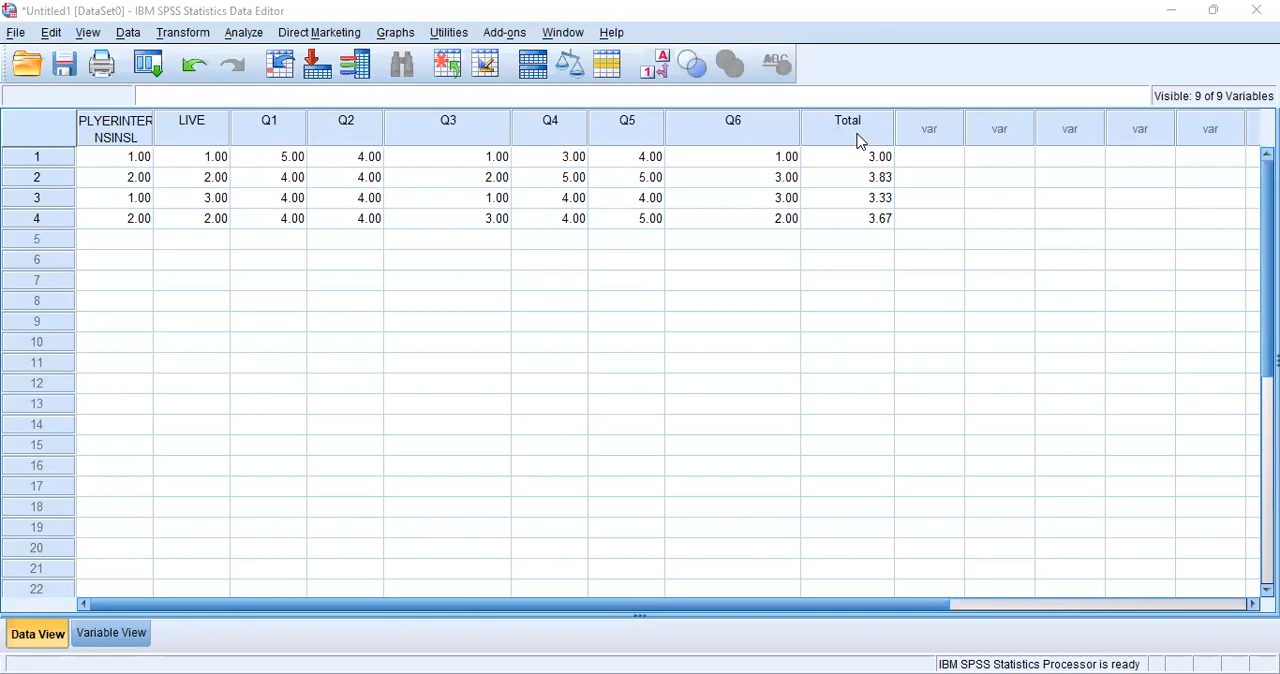 *Untitled1 [DataSet0] - IBM SPSS Statistics Data Editor
File Edit View Data Transform Analyze Direct Marketing Graphs Utilities Add-ons Window Help
Visible: 9 of 9 Variables
PLYERINTER
NSINSL LIVE Q1 Q2 Q3 Q4 Q5 Q6 Total var var var var var
1 1.00 1.00 5.00 4.00 1.00 3.00 4.00 1.00 3.00
2 2.00 2.00 4.00 4.00 2.00 5.00 5.00 3.00 3.83
3 1.00 3.00 4.00 4.00 1.00 4.00 4.00 3.00 3.33
4 2.00 2.00 4.00 4.00 3.00 4.00 5.00 2.00 3.67
5
6
7
8
9
10
11
12
13
14
15
16
17
18
19
20
21
22
Data View Variable View
IBM SPSS Statistics Processor is ready